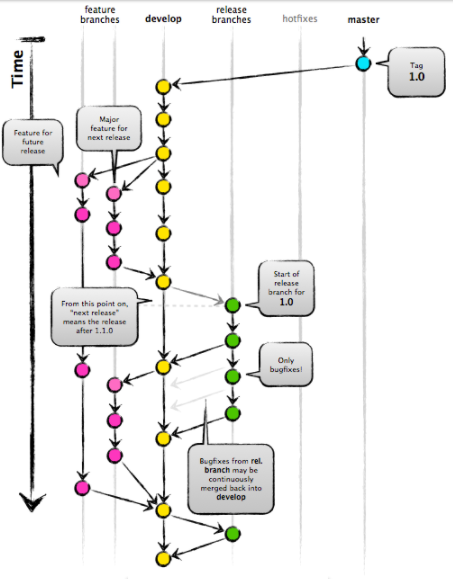 feature
branches
develop
release
branches
hotfixes
master
Time
Tag
1.0
Feature for
future
release
Major
feature for
next release
From this point on,
"next release"
means the release
after 1.1.0
Start of
release
branch for
1.0
Only
bugfixes!
Bugfixes from rel.
branch may be
continuously
merged back into
develop